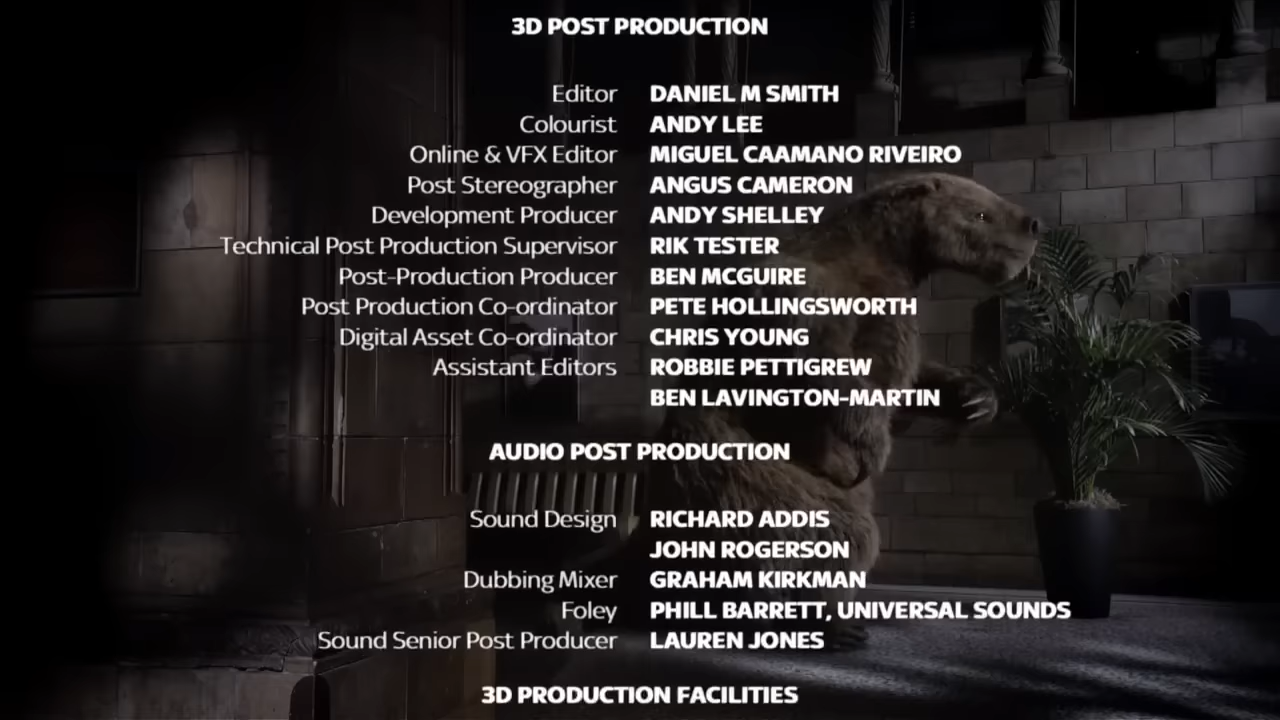 3D POST PRODUCTION
Editor DANIEL M SMITH
Colourist ANDY LEE
Online & VFX Editor MIGUEL CAAMANO RIVEIRO
Post Stereographer ANGUS CAMERON
Development Producer ANDY SHELLEY
Technical Post Production Supervisor RIK TESTER
Post-Production Producer BEN MCGUIRE
Post Production Co-ordinator PETE HOLLINGSWORTH
Digital Asset Co-ordinator CHRIS YOUNG
Assistant Editors ROBBIE PETTIGREW
BEN LAVINGTON-MARTIN
AUDIO POST PRODUCTION
Sound Design RICHARD ADDIS
JOHN ROGERSON
Dubbing Mixer GRAHAM KIRKMAN
Foley PHILL BARRETT, UNIVERSAL SOUNDS
Sound Senior Post Producer LAUREN JONES
3D PRODUCTION FACILITIES